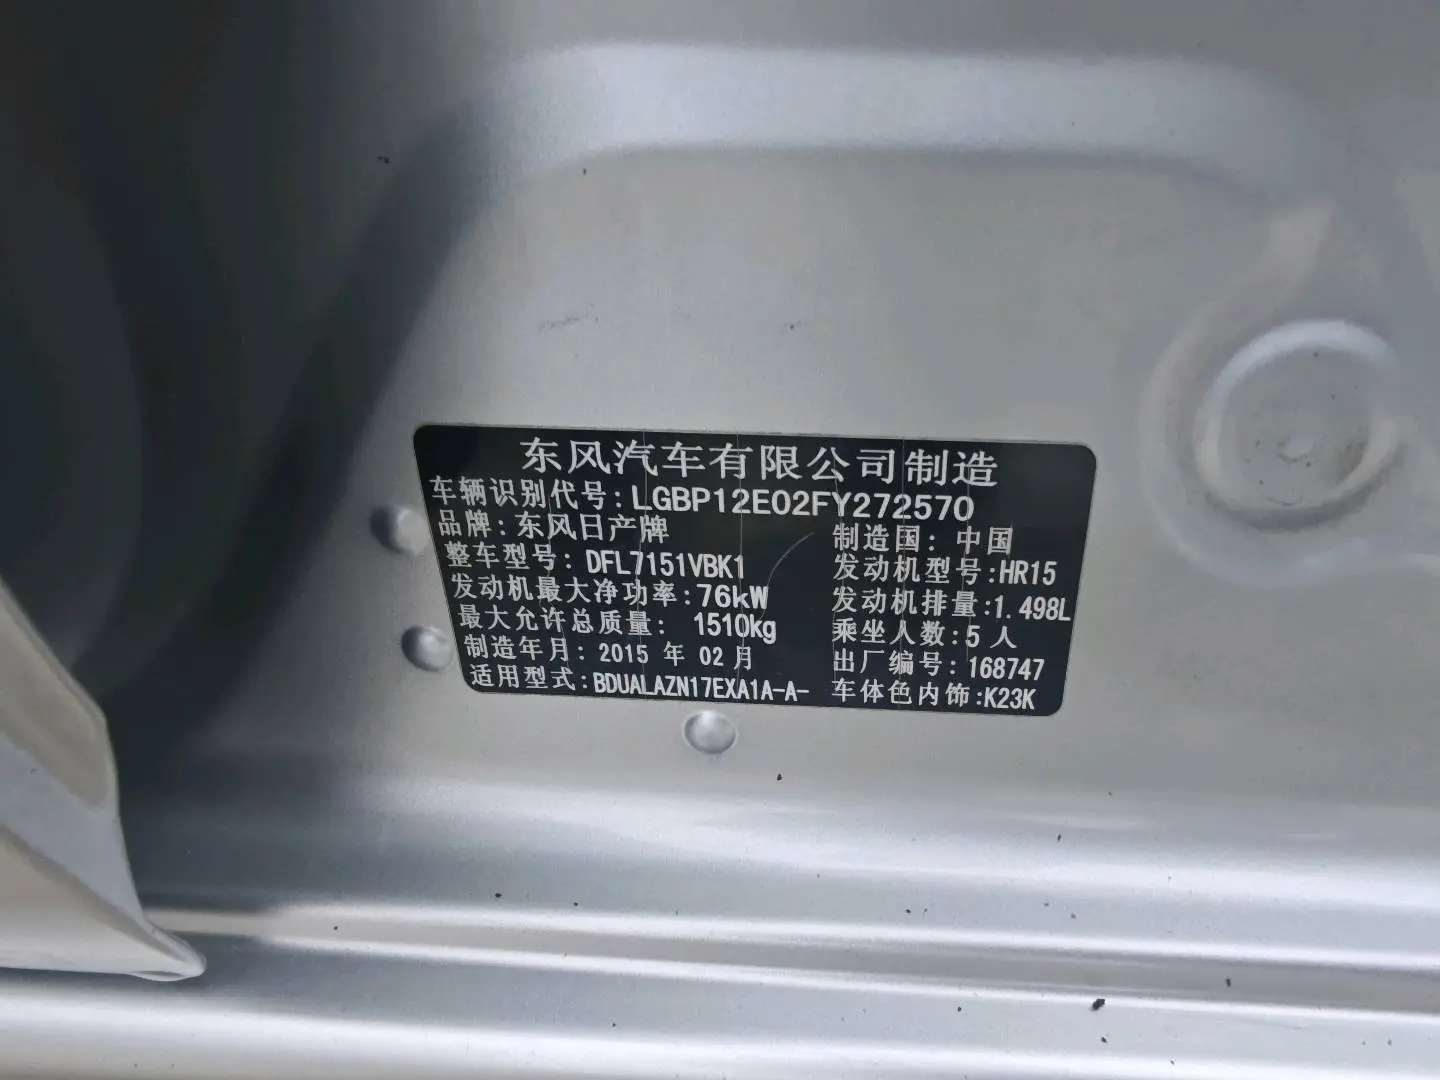 东风汽车有限公司制造
车辆识别代号:LGBP12E02FY272570
品牌:东风日产牌 制造国:中国
整车型号:DFL7151VBK1 发动机型号:HR15
发动机最大净功率:76kW 发动机排量:1.498L
最大允许总质量: 1510kg 乘坐人数:5人
制造年月:2015 年 02月 出厂编号:168747
适用型式:BDUALAZN17EXA1A-A- 车体色内饰:K23K